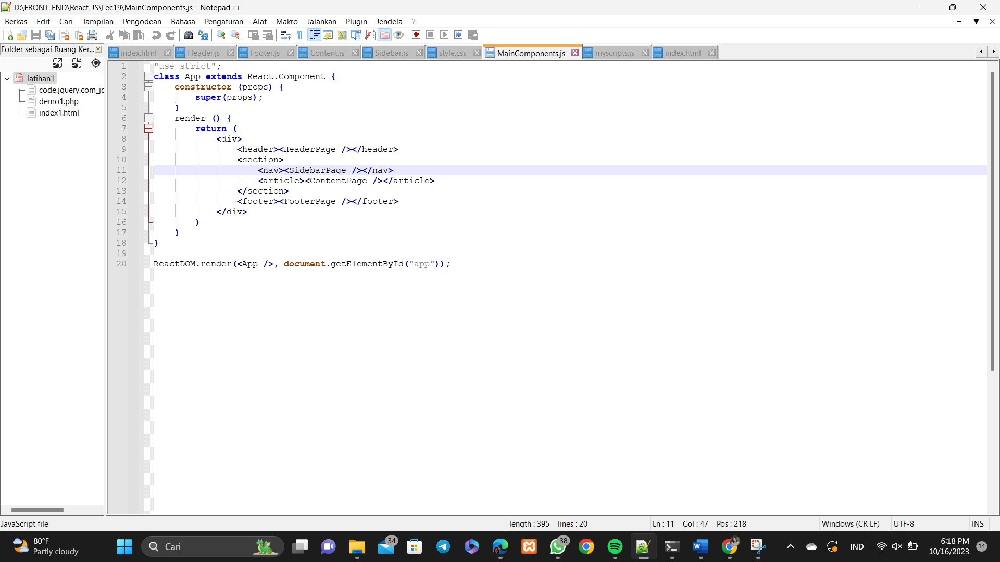 D:\FRONT-END\React-JS\Lec19\MainComponents.js - Notepad++
Berkas Edit Cari Tampilan Pengodean Bahasa Pengaturan Alat Makro Jalankan Plugin Jendela ?
Folder sebagai Ruang Ker...
index.html Header.js Footer.js Content.js Sidebar.js style.css MainComponents.js myscripts.js index.html
latihan1
code.jquery.com_jq
demo1.php
index1.html
1 "use strict";
2 class App extends React.Component {
3 constructor (props) {
4 super(props);
5 }
6 render () {
7 return (
8 <div>
9 <header><HeaderPage /></header>
10 <section>
11 <nav><SidebarPage /></nav>
12 <article><ContentPage /></article>
13 </section>
14 <footer><FooterPage /></footer>
15 </div>
16 )
17 }
18 }
19
20 ReactDOM.render(<App />, document.getElementById("app"));
JavaScript file length : 395 lines : 20 Ln : 11 Col : 47 Pos : 218 Windows (CR LF) UTF-8 INS
80°F
Partly cloudy
Cari
34
38
IND
6:18 PM
10/16/2023
14